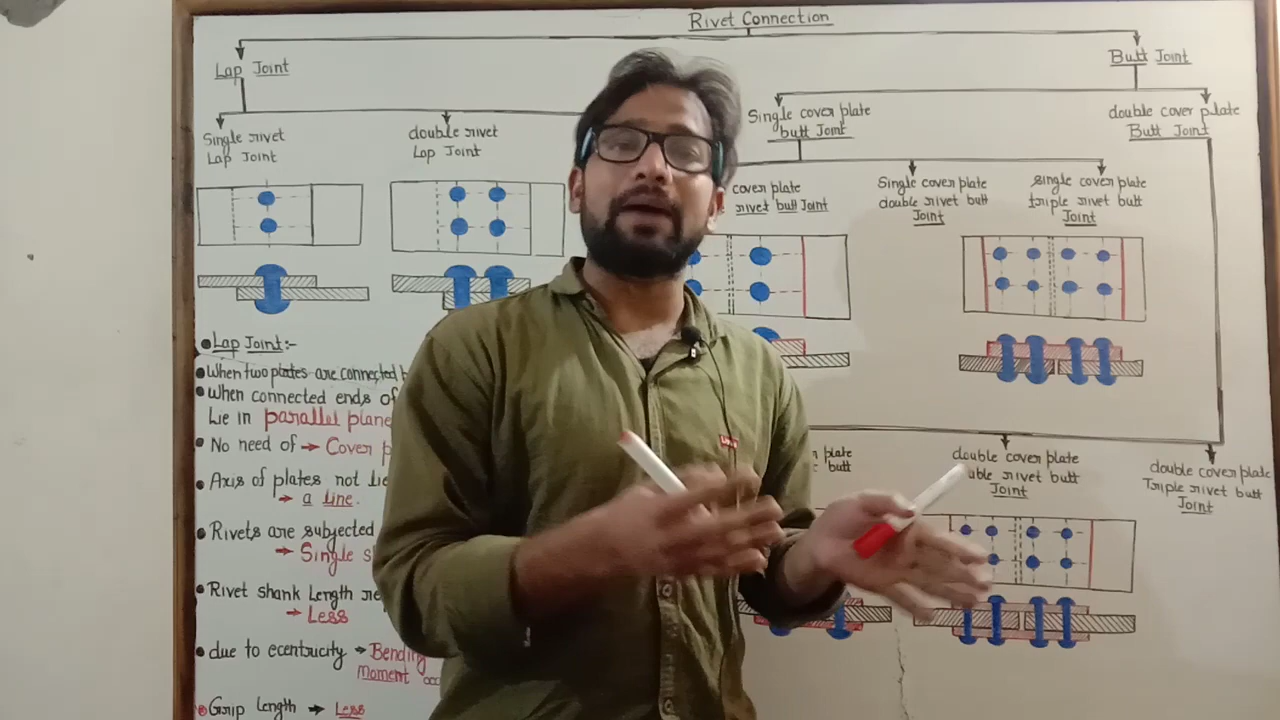 Rivet Connection
Lap Joint
Butt Joint
Single rivet
Lap Joint
double rivet
Lap Joint
Single cover plate
butt Joint
double cover plate
Butt Joint
cover plate
rivet butt Joint
Single cover plate
double rivet butt
Joint
single cover plate
triple rivet butt
Joint
Lap Joint:-
When two plates are connected
When connected ends of
Lie in parallel plane
No need of → Cover
Axis of plates not
→ a line.
Rivets are subjected
→ Single
Rivet shank Length
→ Less
due to ecentricity → Bending
Moment
Grip Length → Less
plate
butt
double cover plate
rivet butt
Joint
double cover plate
Triple rivet butt
Joint